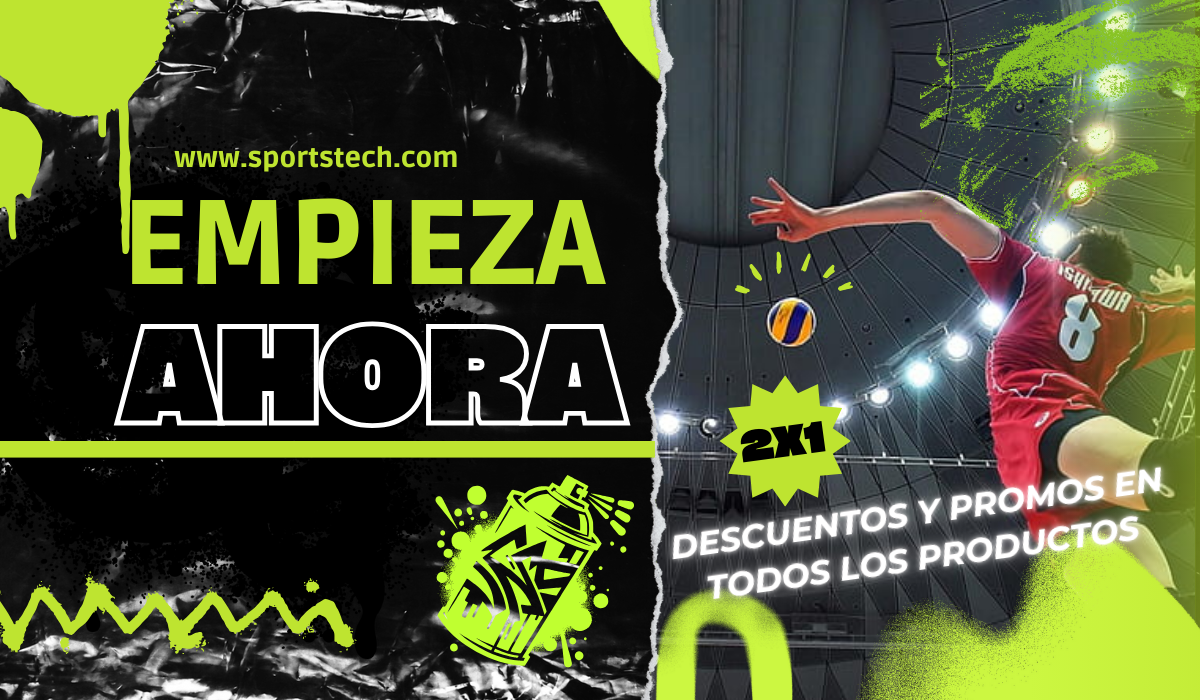 www.sportstech.com
EMPIEZA
AHORA
8
2X1
DESCUENTOS Y PROMOS EN
TODOS LOS PRODUCTOS